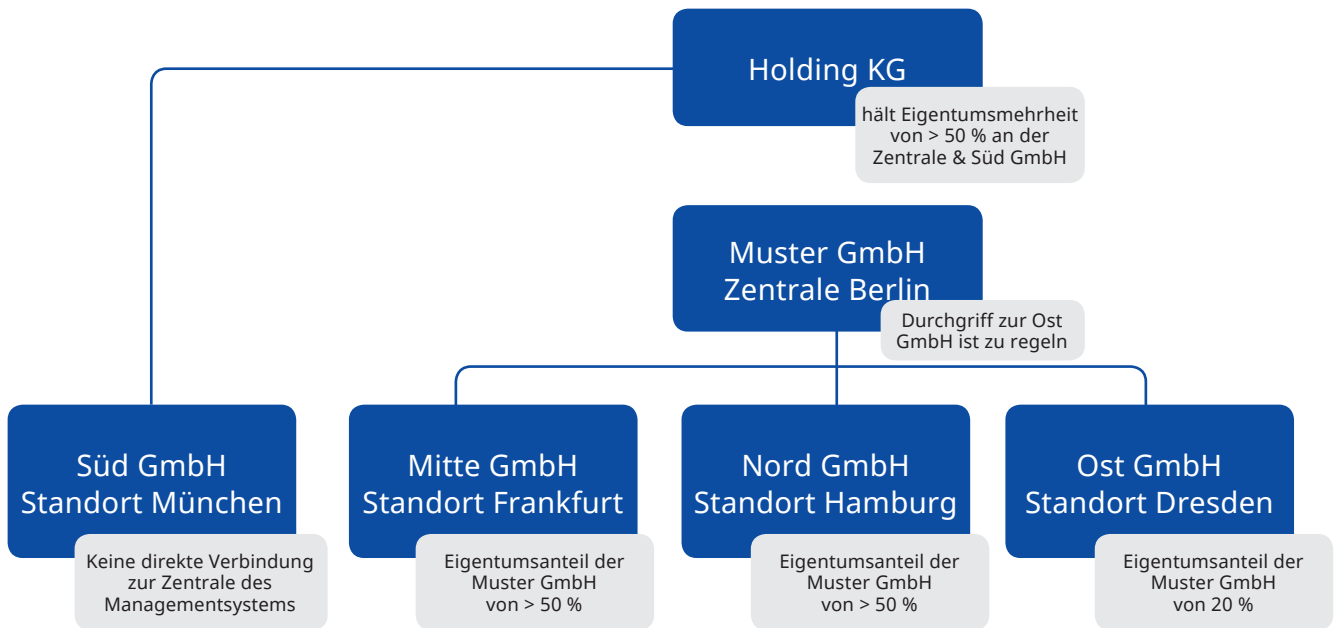 Holding KG
hält Eigentumsmehrheit
von > 50 % an der
Zentrale & Süd GmbH
Muster GmbH
Zentrale Berlin
Durchgriff zur Ost
GmbH ist zu regeln
Süd GmbH
Standort München
Keine direkte Verbindung
zur Zentrale des
Managementsystems
Mitte GmbH
Standort Frankfurt
Eigentumsanteil der
Muster GmbH
von > 50 %
Nord GmbH
Standort Hamburg
Eigentumsanteil der
Muster GmbH
von > 50 %
Ost GmbH
Standort Dresden
Eigentumsanteil der
Muster GmbH
von 20 %